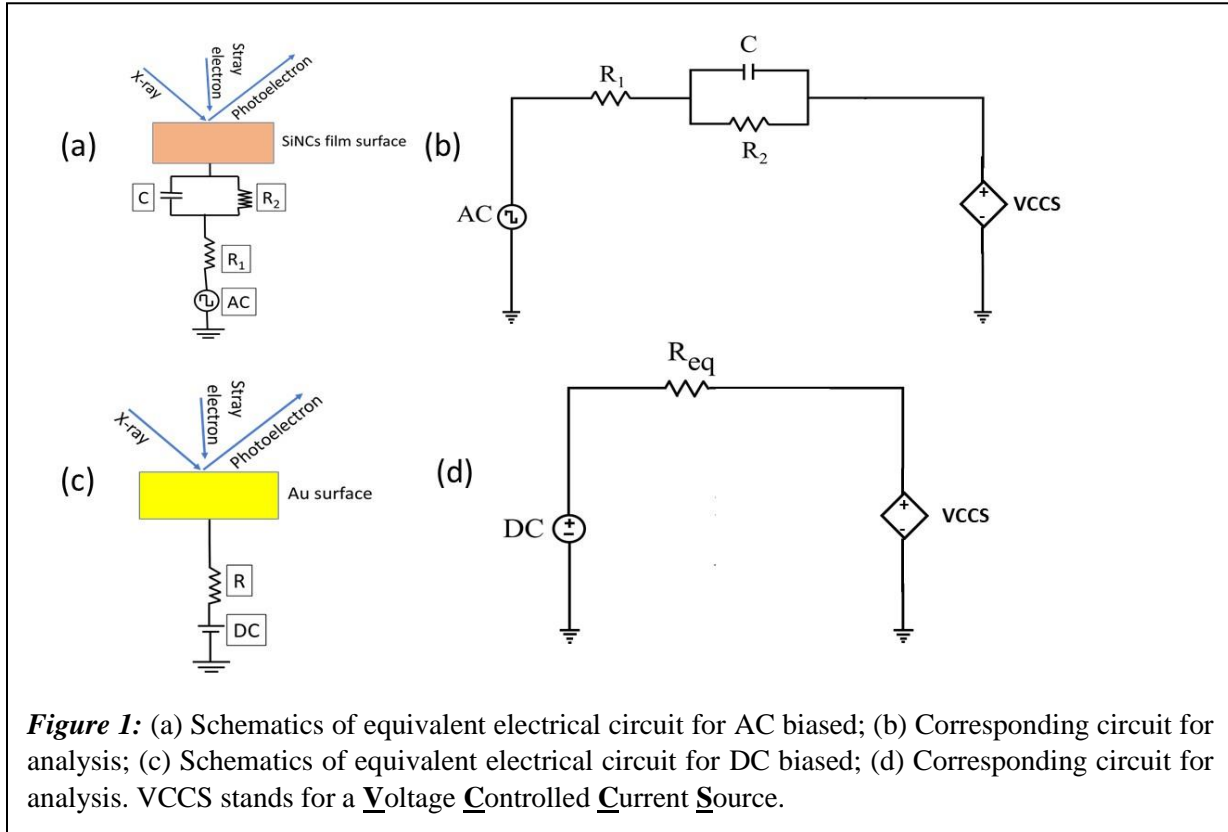 (a)
X-ray
Stray
electron
Photoelectron
SiNCs film surface
C
R2
R1
AC
(b)
C
R1
R2
AC
VCCS
(c)
X-ray
Stray
electron
Photoelectron
Au surface
R
DC
(d)
Req
DC
VCCS
Figure 1: (a) Schematics of equivalent electrical circuit for AC biased; (b) Corresponding circuit for
analysis; (c) Schematics of equivalent electrical circuit for DC biased; (d) Corresponding circuit for
analysis. VCCS stands for a Voltage Controlled Current Source.